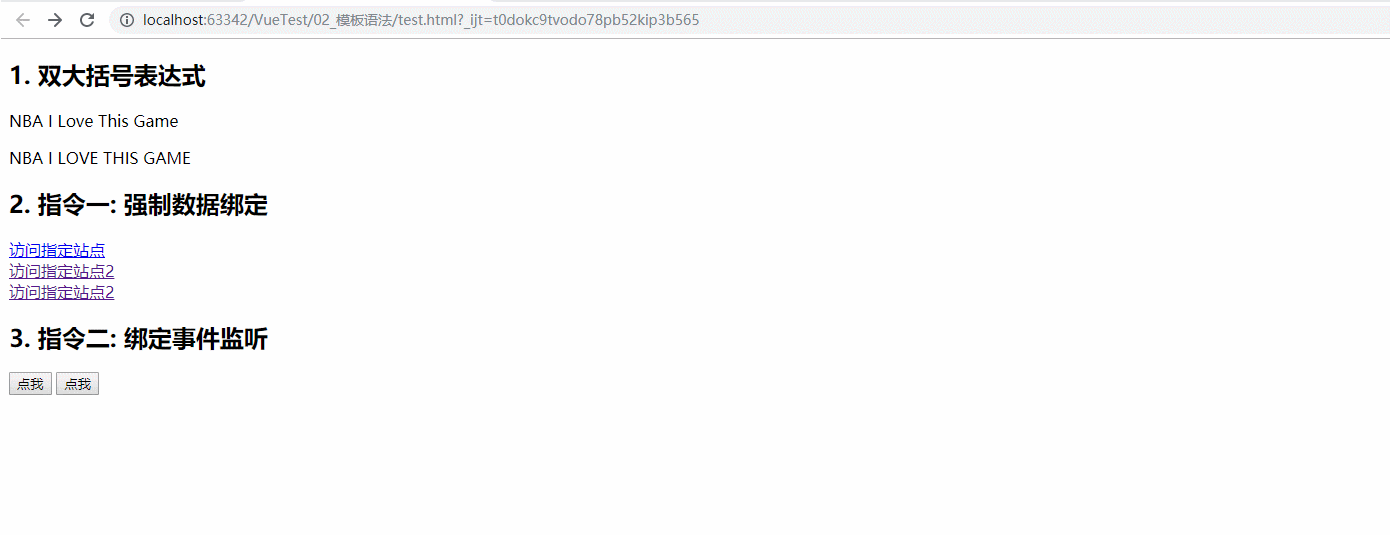 localhost:63342/VueTest/02_模板语法/test.html?_ijt=t0dokc9tvodo78pb52kip3b565
1. 双大括号表达式
NBA I Love This Game
NBA I LOVE THIS GAME
2. 指令一: 强制数据绑定
访问指定站点
访问指定站点2
访问指定站点2
3. 指令二: 绑定事件监听
点我 点我